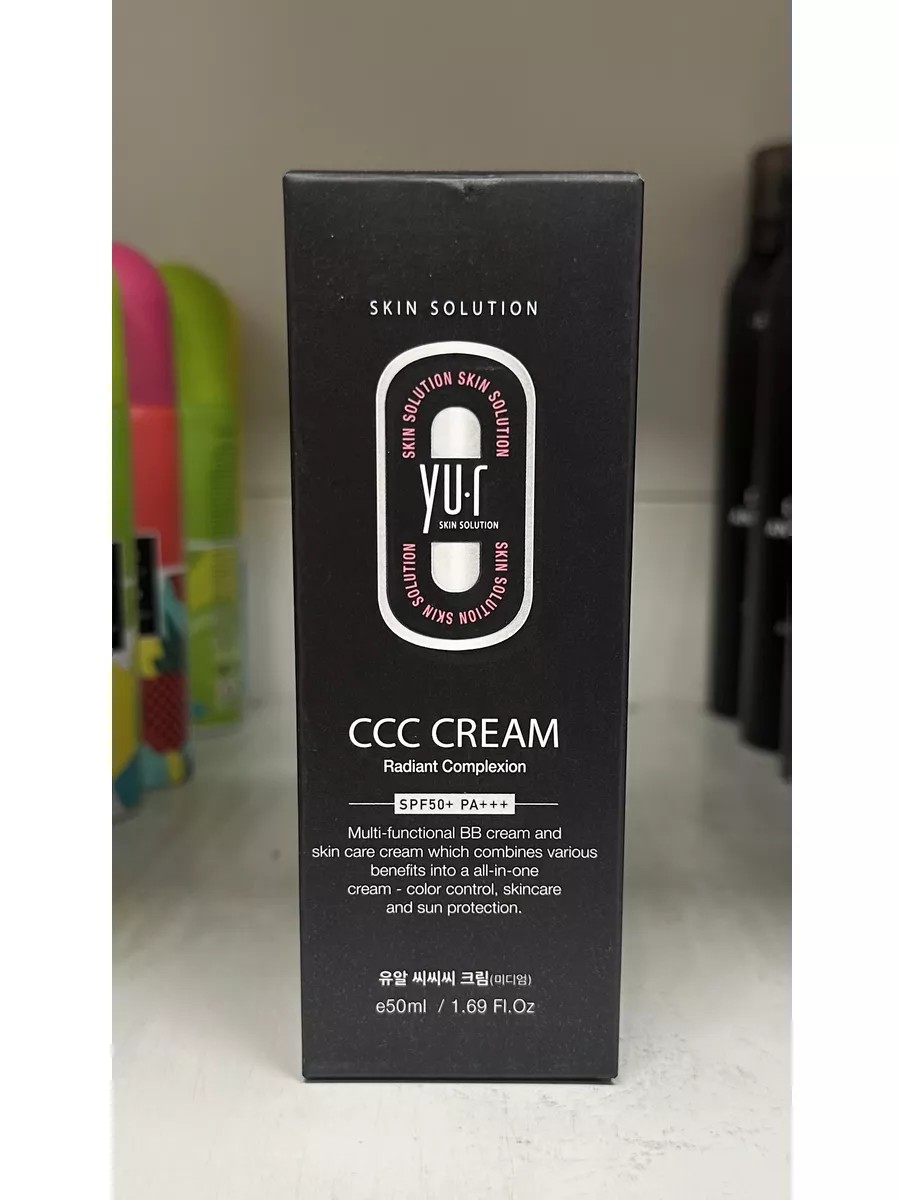 SKIN SOLUTION
SKIN SOLUTION SKIN SOLUTION
yu·r
SKIN SOLUTION
SKIN SOLUTION SKIN SOLUTION
CCC CREAM
Radiant Complexion
SPF50+ PA+++
Multi-functional BB cream and
skin care cream which combines various
benefits into a all-in-one
cream - color control, skincare
and sun protection.
유알 씨씨씨 크림(미디엄)
e50ml / 1.69 Fl.Oz